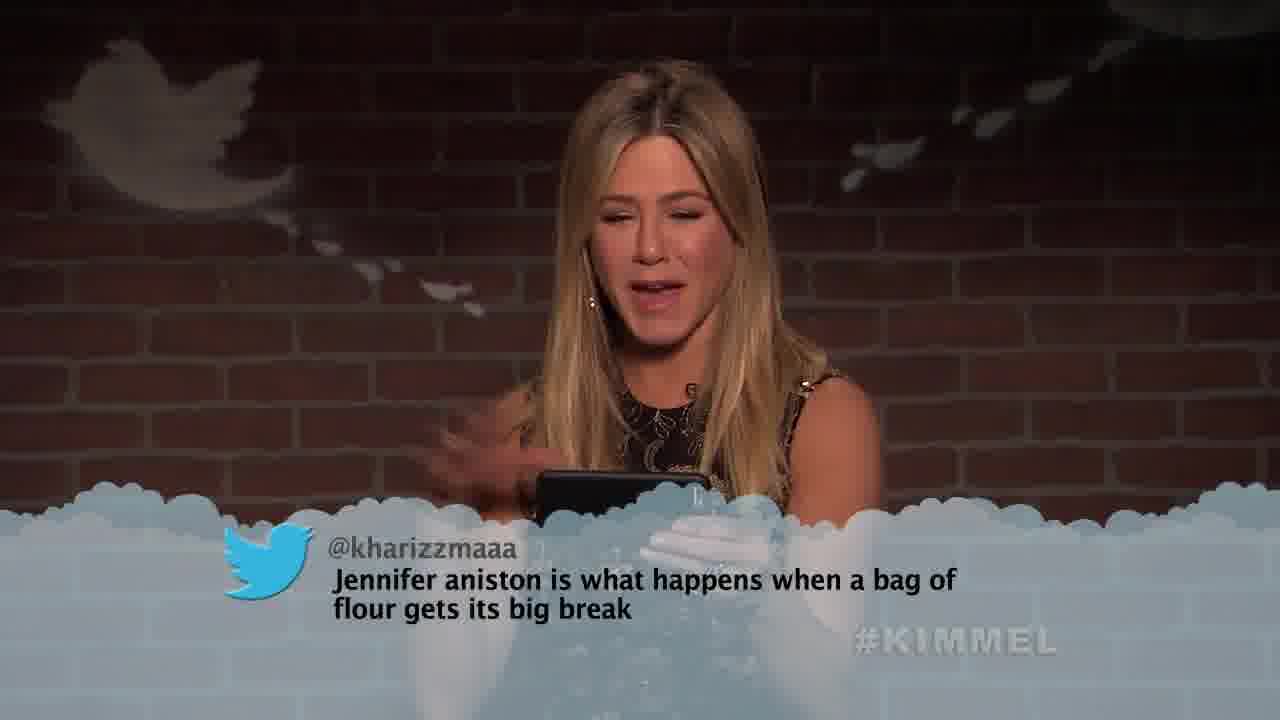 @kharizzmaaa
Jennifer aniston is what happens when a bag of
flour gets its big break
#KIMMEL